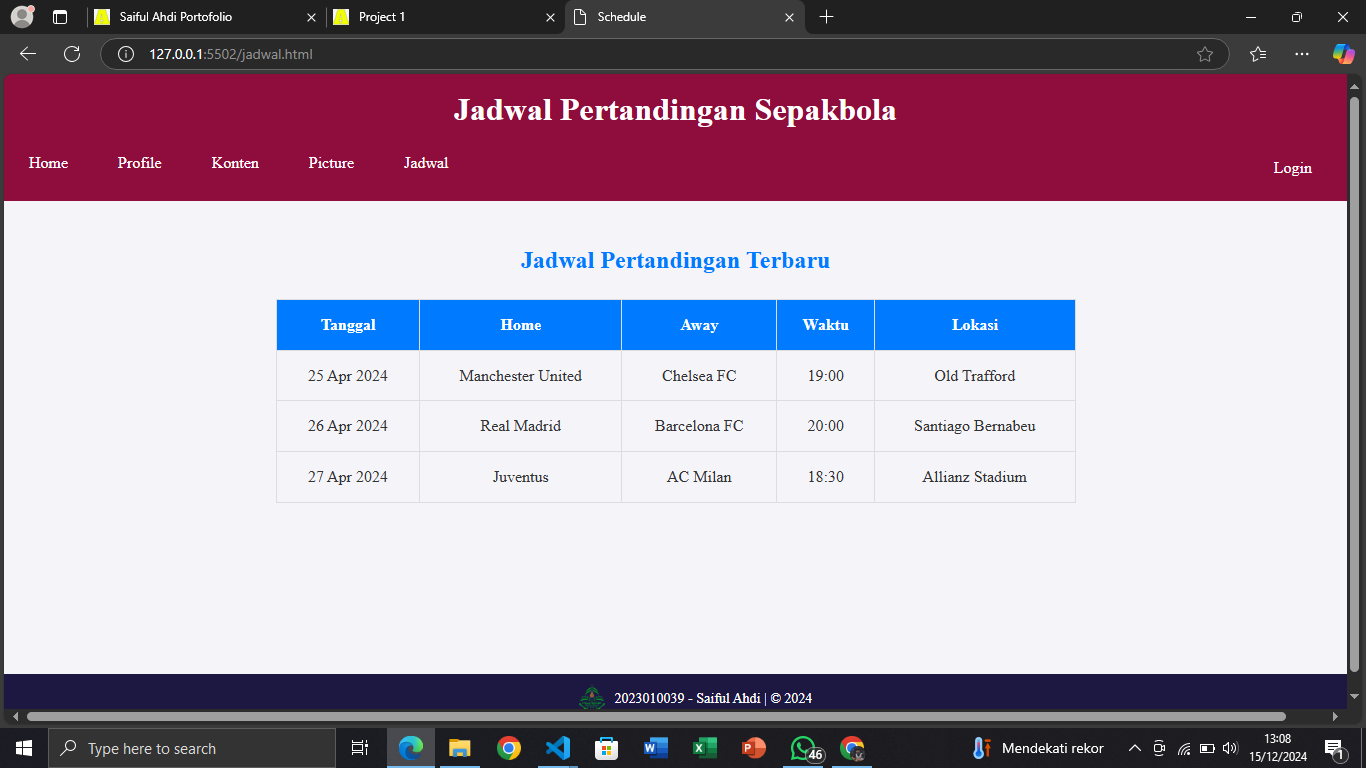 Saiful Ahdi Portofolio
Project 1
Schedule
127.0.0.1:5502/jadwal.html
Jadwal Pertandingan Sepakbola
Home Profile Konten Picture Jadwal Login
Jadwal Pertandingan Terbaru
Tanggal Home Away Waktu Lokasi
25 Apr 2024 Manchester United Chelsea FC 19:00 Old Trafford
26 Apr 2024 Real Madrid Barcelona FC 20:00 Santiago Bernabeu
27 Apr 2024 Juventus AC Milan 18:30 Allianz Stadium
2023010039 - Saiful Ahdi | © 2024
Type here to search
46
Mendekati rekor
13:08
15/12/2024
1